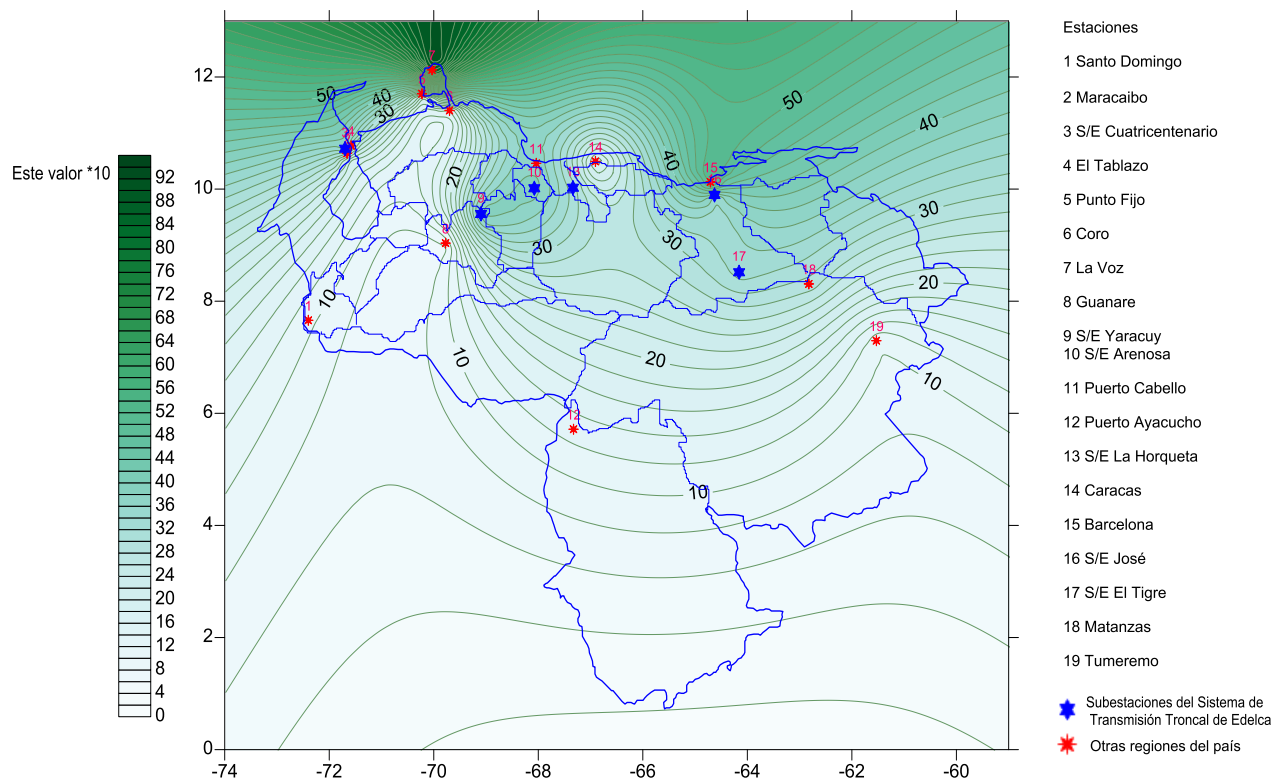 Estaciones
1 Santo Domingo
2 Maracaibo
3 S/E Cuatricentenario
4 El Tablazo
5 Punto Fijo
6 Coro
7 La Voz
8 Guanare
9 S/E Yaracuy
10 S/E Arenosa
11 Puerto Cabello
12 Puerto Ayacucho
13 S/E La Horqueta
14 Caracas
15 Barcelona
16 S/E José
17 S/E El Tigre
18 Matanzas
19 Tumeremo
Subestaciones del Sistema de
Transmisión Troncal de Edelca
Otras regiones del país
Este valor *10
92
88
84
80
76
72
68
64
60
56
52
48
44
40
36
32
28
24
20
16
12
8
4
0
12
10
8
6
4
2
0
-74
-72
-70
-68
-66
-64
-62
-60
50
40
30
20
10
30
10
40
30
50
40
30
20
10
20
10
7
11
14
15
9
17
18
19
1
12